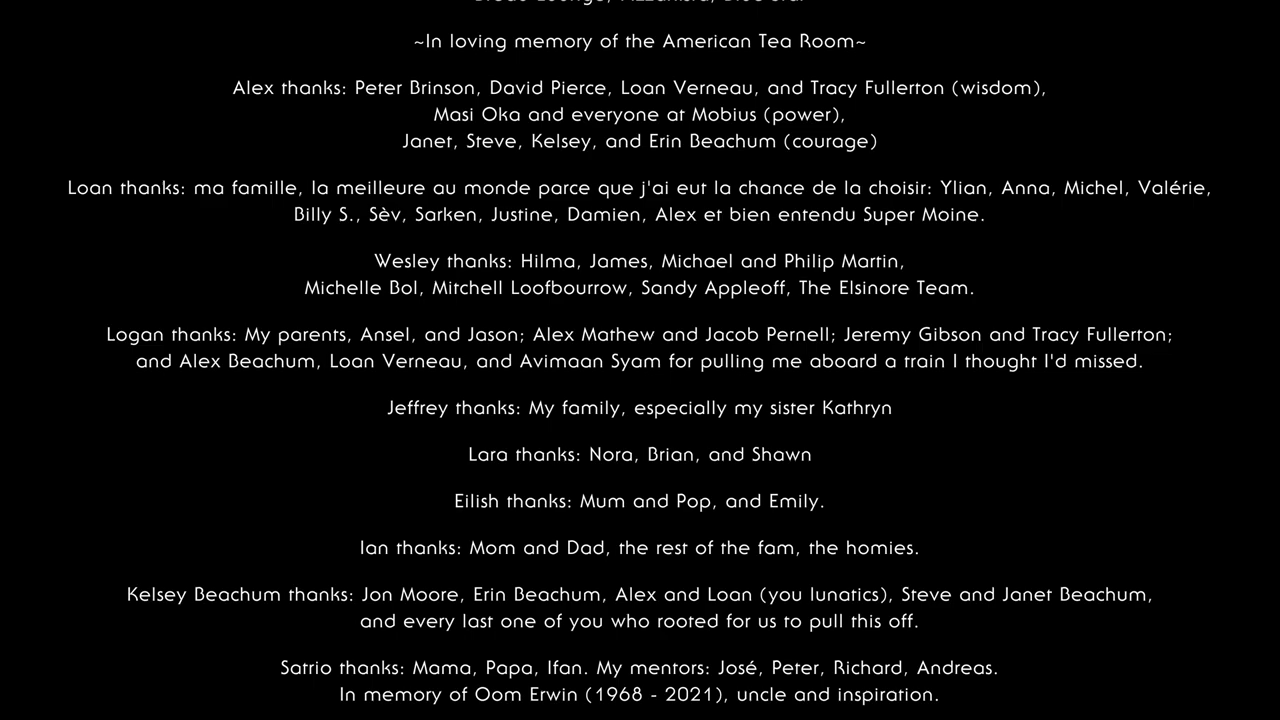 ~In loving memory of the American Tea Room~
Alex thanks: Peter Brinson, David Pierce, Loan Verneau, and Tracy Fullerton (wisdom),
Masi Oka and everyone at Mobius (power),
Janet, Steve, Kelsey, and Erin Beachum (courage)
Loan thanks: ma famille, la meilleure au monde parce que j'ai eut la chance de la choisir: Ylian, Anna, Michel, Valérie,
Billy S., Sèv, Sarken, Justine, Damien, Alex et bien entendu Super Moine.
Wesley thanks: Hilma, James, Michael and Philip Martin,
Michelle Bol, Mitchell Loofbourrow, Sandy Appleoff, The Elsinore Team.
Logan thanks: My parents, Ansel, and Jason; Alex Mathew and Jacob Pernell; Jeremy Gibson and Tracy Fullerton;
and Alex Beachum, Loan Verneau, and Avimaan Syam for pulling me aboard a train I thought I'd missed.
Jeffrey thanks: My family, especially my sister Kathryn
Lara thanks: Nora, Brian, and Shawn
Eilish thanks: Mum and Pop, and Emily.
Ian thanks: Mom and Dad, the rest of the fam, the homies.
Kelsey Beachum thanks: Jon Moore, Erin Beachum, Alex and Loan (you lunatics), Steve and Janet Beachum,
and every last one of you who rooted for us to pull this off.
Satrio thanks: Mama, Papa, Ifan. My mentors: José, Peter, Richard, Andreas.
In memory of Oom Erwin (1968 - 2021), uncle and inspiration.